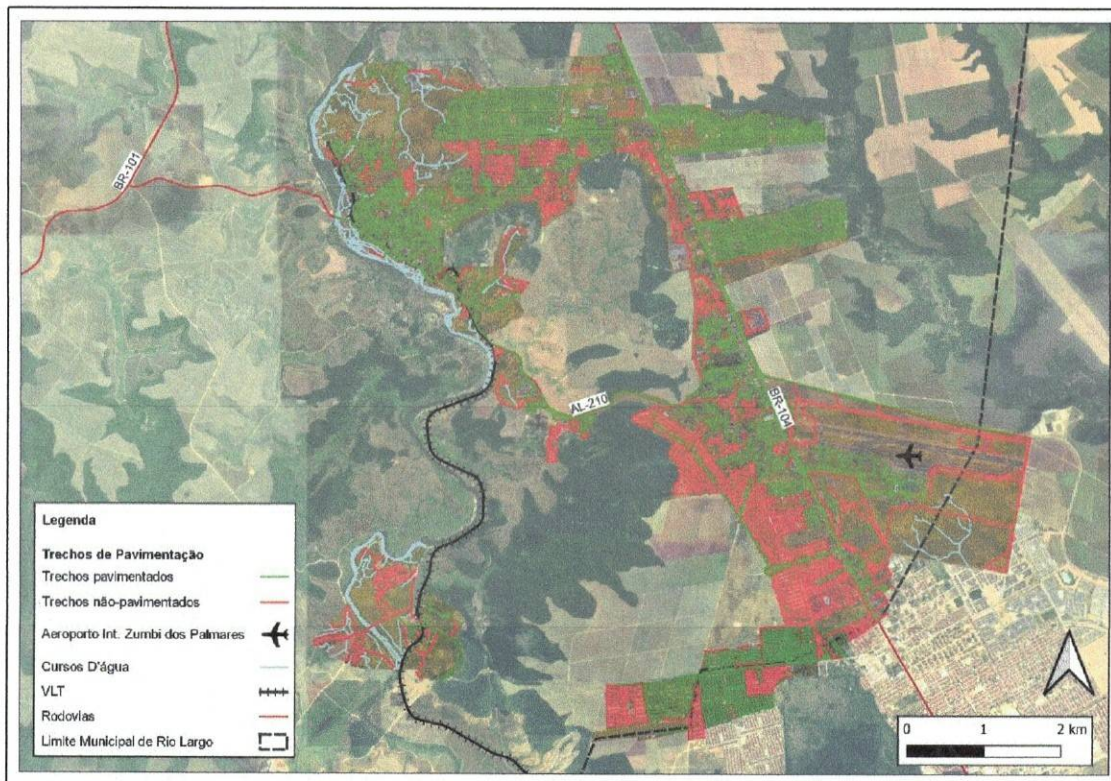 BR-101
AL-210
BR-104
Legenda
Trechos de Pavimentação
Trechos pavimentados
Trechos não-pavimentados
Aeroporto Int. Zumbi dos Palmares
Cursos D'água
VLT
Rodovias
Limite Municipal de Rio Largo
0 1 2 km